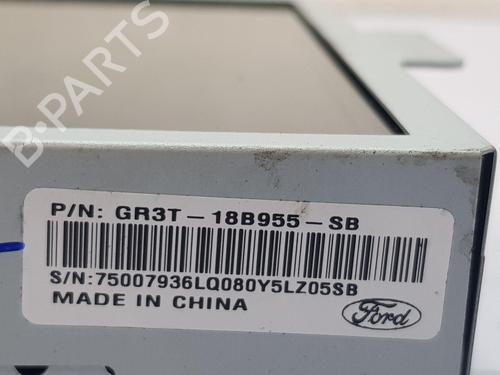 B-PARTS
P/N: GR3T-18B955-SB
S/N:75007936LQ080Y5LZ05SB
MADE IN CHINA
Ford